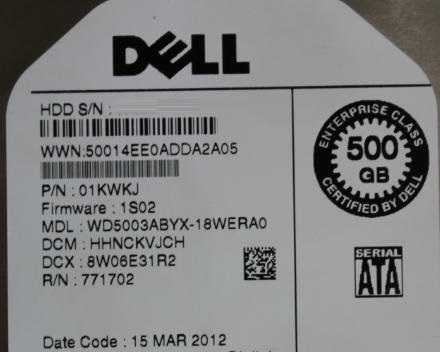 DELL
HDD S/N :
WWN:50014EE0ADDA2A05
P/N : 01KWKJ
Firmware : 1S02
MDL : WD5003ABYX-18WERA0
DCM : HHNCKVJCH
DCX : 8W06E31R2
R/N : 771702
Date Code : 15 MAR 2012
ENTERPRISE CLASS
500
GB
CERTIFIED BY DELL
SERIAL
ATA